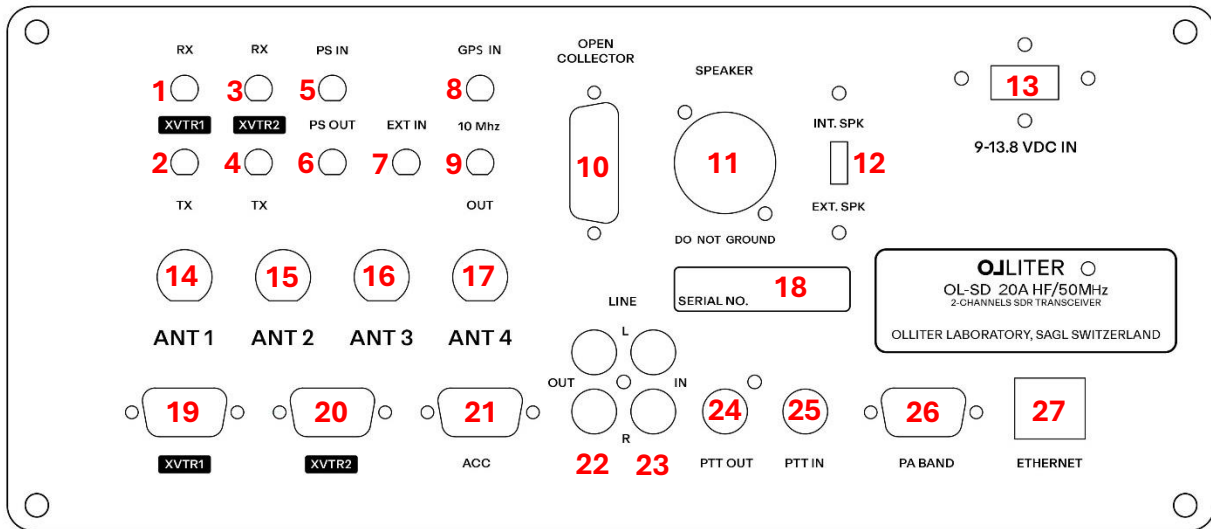 RX RX PS IN GPS IN OPEN COLLECTOR SPEAKER
1 3 5 8 13
XVTR1 XVTR2 PS OUT EXT IN 10 Mhz INT. SPK 9-13.8 VDC IN
2 4 6 7 9 10 11 12
TX TX OUT EXT. SPK
DO NOT GROUND
14 15 16 17
SERIAL NO. 18
OLLITER
OL-SD 20A HF/50MHz
2-CHANNELS SDR TRANSCEIVER
OLLITER LABORATORY, SAGL SWITZERLAND
ANT 1 ANT 2 ANT 3 ANT 4
LINE
L
OUT IN
R
19 20 21 22 23 24 25 26 27
XVTR1 XVTR2 ACC PTT OUT PTT IN PA BAND ETHERNET